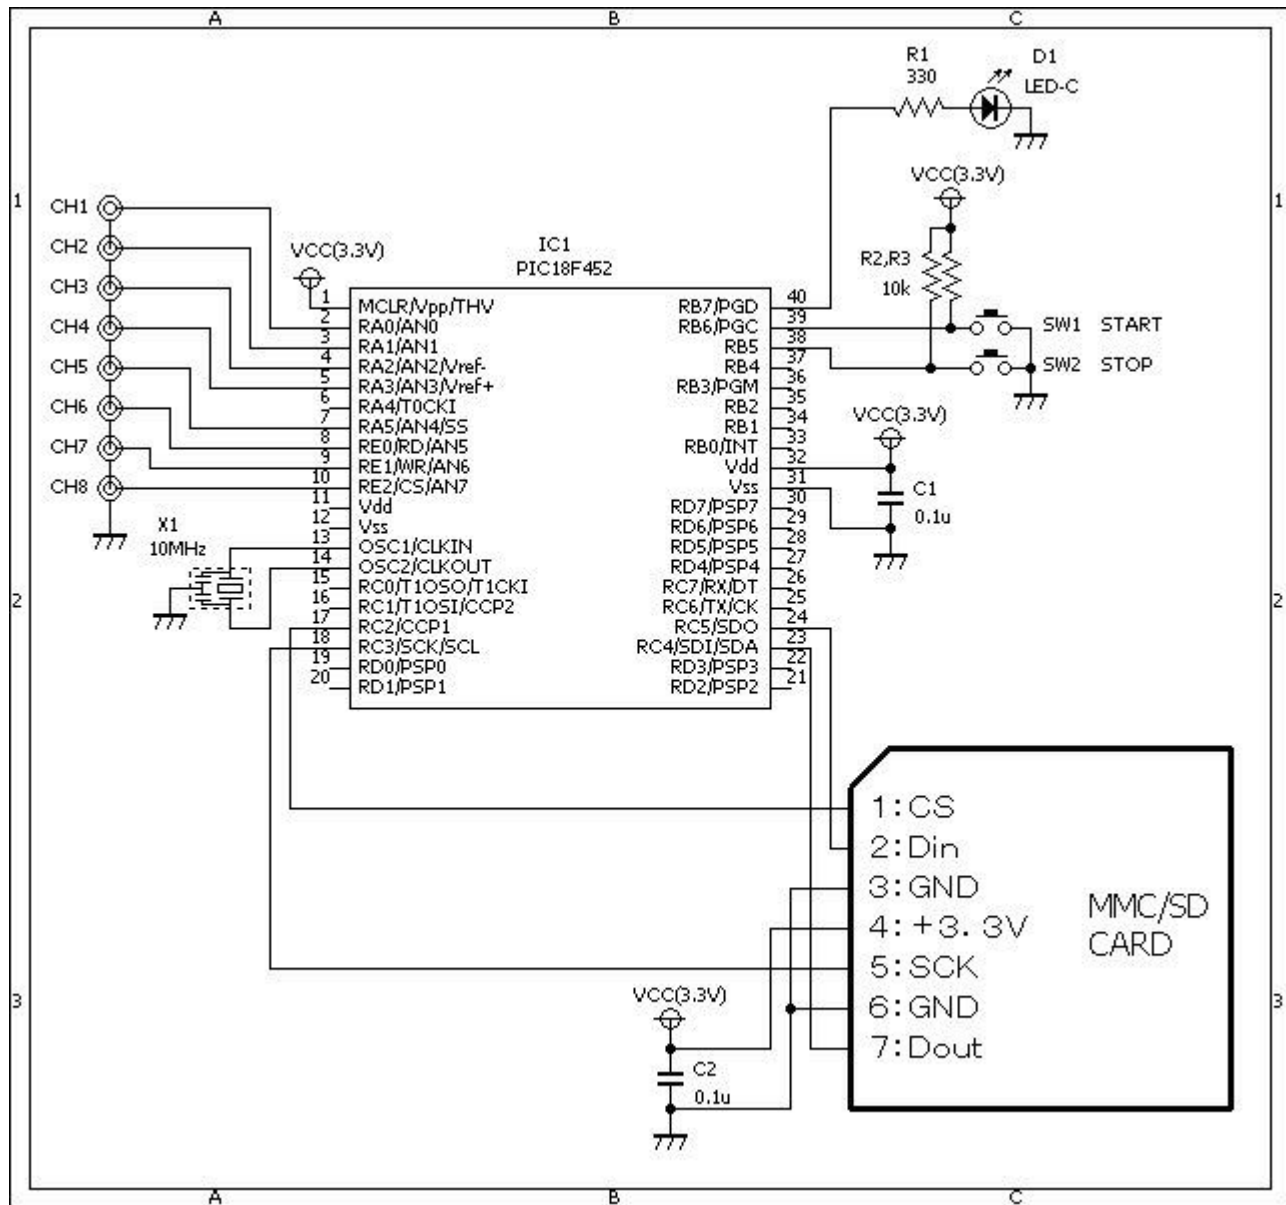 A B C
R1
330
D1
LED-C
VCC(3.3V)
1 1
CH1
CH2
CH3
CH4
CH5
CH6
CH7
CH8
VCC(3.3V)
IC1
PIC18F452
R2,R3
10k
SW1 START
SW2 STOP
1 MCLR/Vpp/THV
2 RA0/AN0
3 RA1/AN1
4 RA2/AN2/Vref-
5 RA3/AN3/Vref+
6 RA4/T0CKI
7 RA5/AN4/SS
8 RE0/RD/AN5
9 RE1/WR/AN6
10 RE2/CS/AN7
11 Vdd
12 Vss
13 OSC1/CLKIN
14 OSC2/CLKOUT
15 RC0/T1OSO/T1CKI
16 RC1/T1OSI/CCP2
17 RC2/CCP1
18 RC3/SCK/SCL
19 RD0/PSP0
20 RD1/PSP1
RB7/PGD 40
RB6/PGC 39
RB5 38
RB4 37
RB3/PGM 36
RB2 35
RB1 34
RB0/INT 33
Vdd 32
Vss 31
RD7/PSP7 30
RD6/PSP6 29
RD5/PSP5 28
RD4/PSP4 27
RC7/RX/DT 26
RC6/TX/CK 25
RC5/SDO 24
RC4/SDI/SDA 23
RD3/PSP3 22
RD2/PSP2 21
VCC(3.3V)
C1
0.1u
X1
10MHz
2 2
1:CS
2:Din
3:GND
4:+3.3V
5:SCK
6:GND
7:Dout
MMC/SD
CARD
3 3
VCC(3.3V)
C2
0.1u
A B C